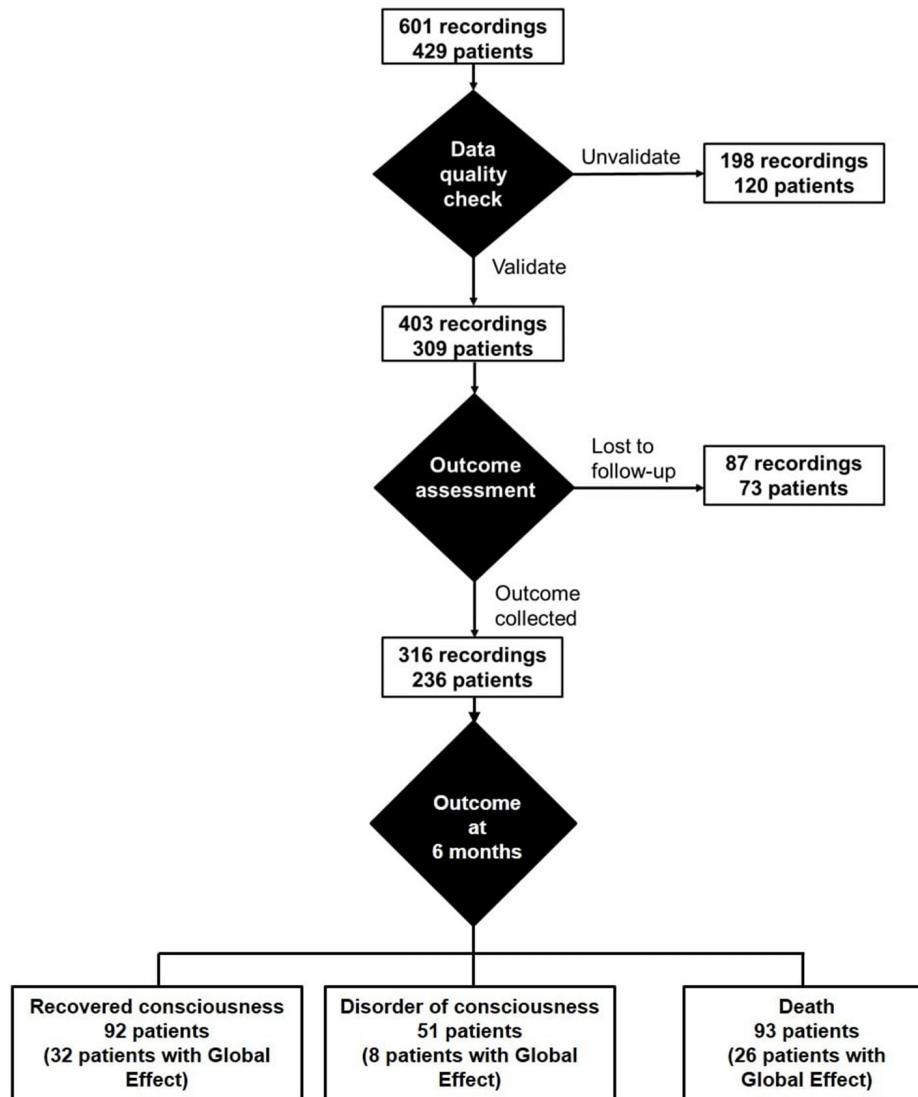 601 recordings
429 patients
Data
quality
check
Unvalidate
198 recordings
120 patients
Validate
403 recordings
309 patients
Outcome
assessment
Lost to
follow-up
87 recordings
73 patients
Outcome
collected
316 recordings
236 patients
Outcome
at
6 months
Recovered consciousness
92 patients
(32 patients with Global
Effect)
Disorder of consciousness
51 patients
(8 patients with Global
Effect)
Death
93 patients
(26 patients with
Global Effect)